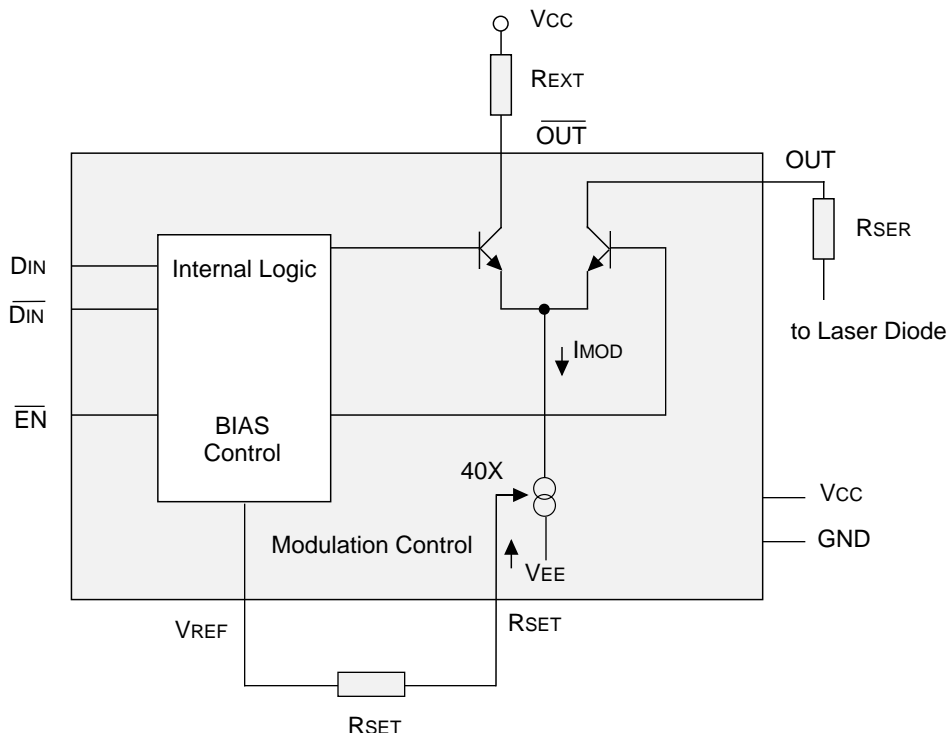 VCC
REXT
OUT
OUT
RSER
DIN
Internal Logic
DIN
to Laser Diode
IMOD
EN
BIAS
Control
40X
VCC
GND
Modulation Control
VEE
VREF
RSET
RSET